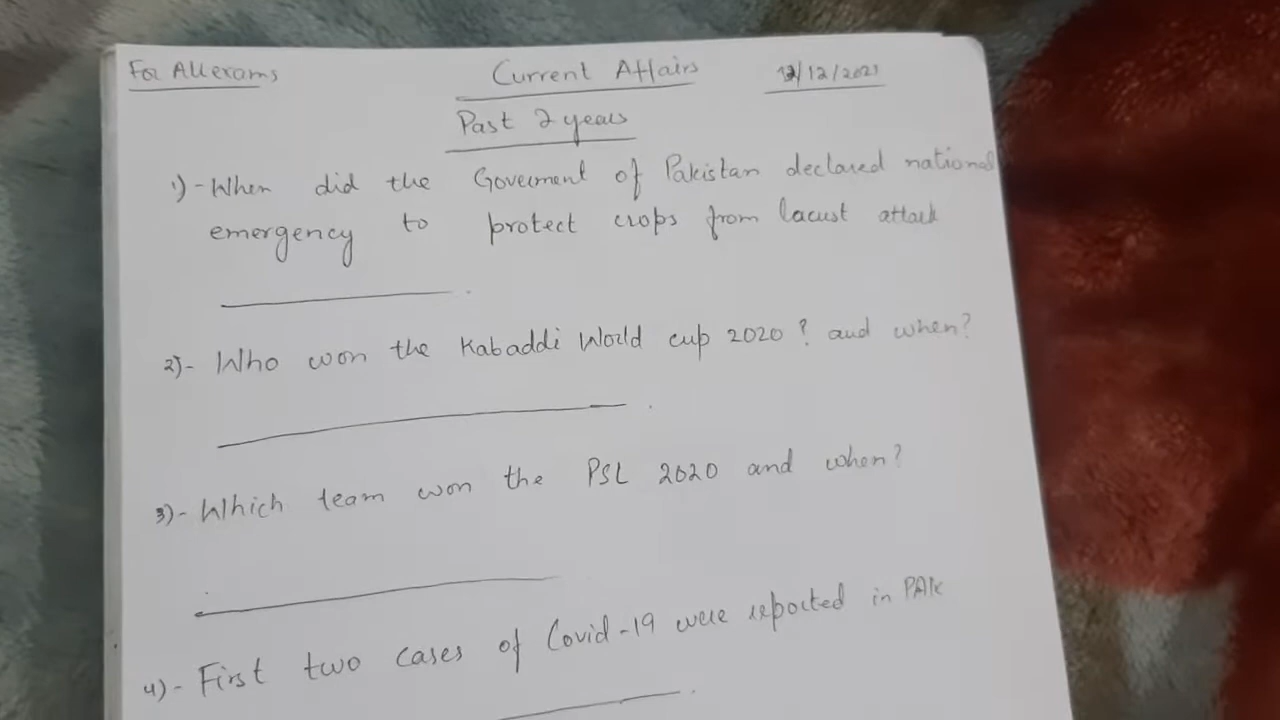 For All exams
Current Affairs
12/12/2021
Past 2 years
1)- When did the Goverment of Pakistan declared national
emergency to protect crops from lacust attack
2)- Who won the Kabaddi World cup 2020 ? and when?
3)- Which team won the PSL 2020 and when?
4)- First two cases of Covid-19 were reported in PAK